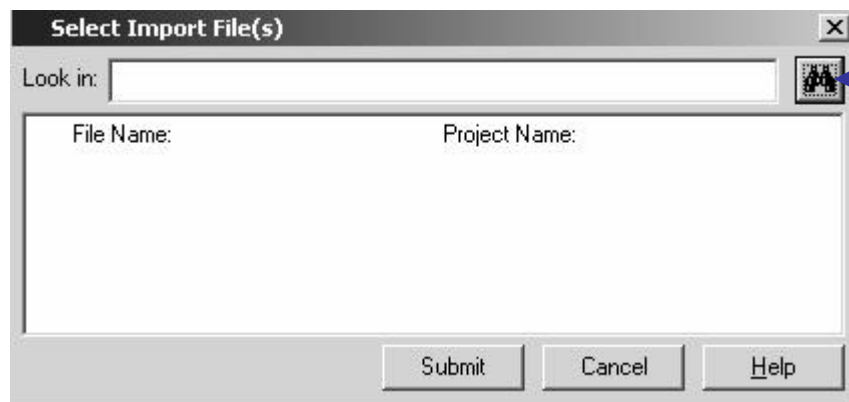 Select Import File(s)
Look in:
File Name: Project Name:
Submit Cancel Help